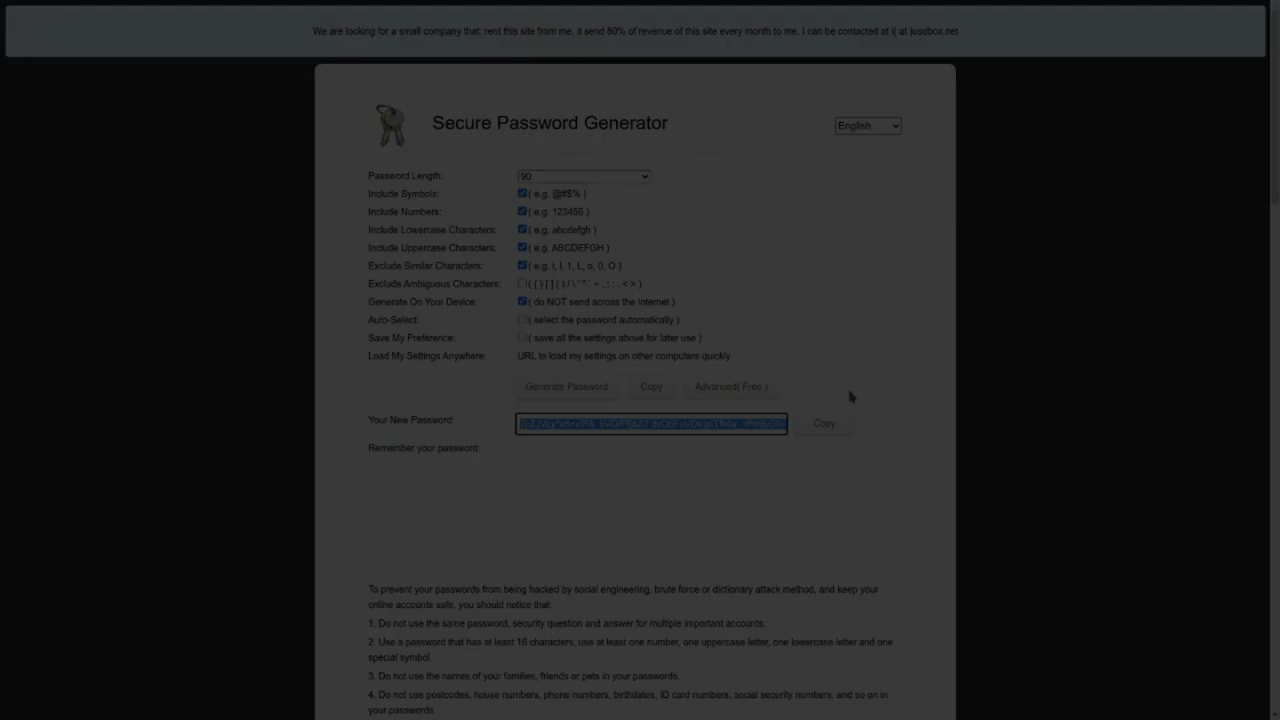 We are looking for a small company that: rent this site from me, it send 80% of revenue of this site every month to me. I can be contacted at i( at )usdbox.net
Secure Password Generator
English
Password Length:
90
Include Symbols:
( e.g. @#$% )
Include Numbers:
( e.g. 123456 )
Include Lowercase Characters:
( e.g. abcdefgh )
Include Uppercase Characters:
( e.g. ABCDEFGH )
Exclude Similar Characters:
( e.g. i, l, 1, L, o, 0, O )
Exclude Ambiguous Characters:
( { } [ ] ( ) / \ ' " ` ~ , ; : . < > )
Generate On Your Device:
( do NOT send across the Internet )
Auto-Select:
( select the password automatically )
Save My Preference:
( save all the settings above for later use )
Load My Settings Anywhere:
URL to load my settings on other computers quickly
Generate Password
Copy
Advanced( Free )
Your New Password:
Copy
Remember your password:
To prevent your passwords from being hacked by social engineering, brute force or dictionary attack method, and keep your
online accounts safe, you should notice that:
1. Do not use the same password, security question and answer for multiple important accounts.
2. Use a password that has at least 16 characters, use at least one number, one uppercase letter, one lowercase letter and one
special symbol.
3. Do not use the names of your families, friends or pets in your passwords.
4. Do not use postcodes, house numbers, phone numbers, birthdates, ID card numbers, social security numbers, and so on in
your passwords.